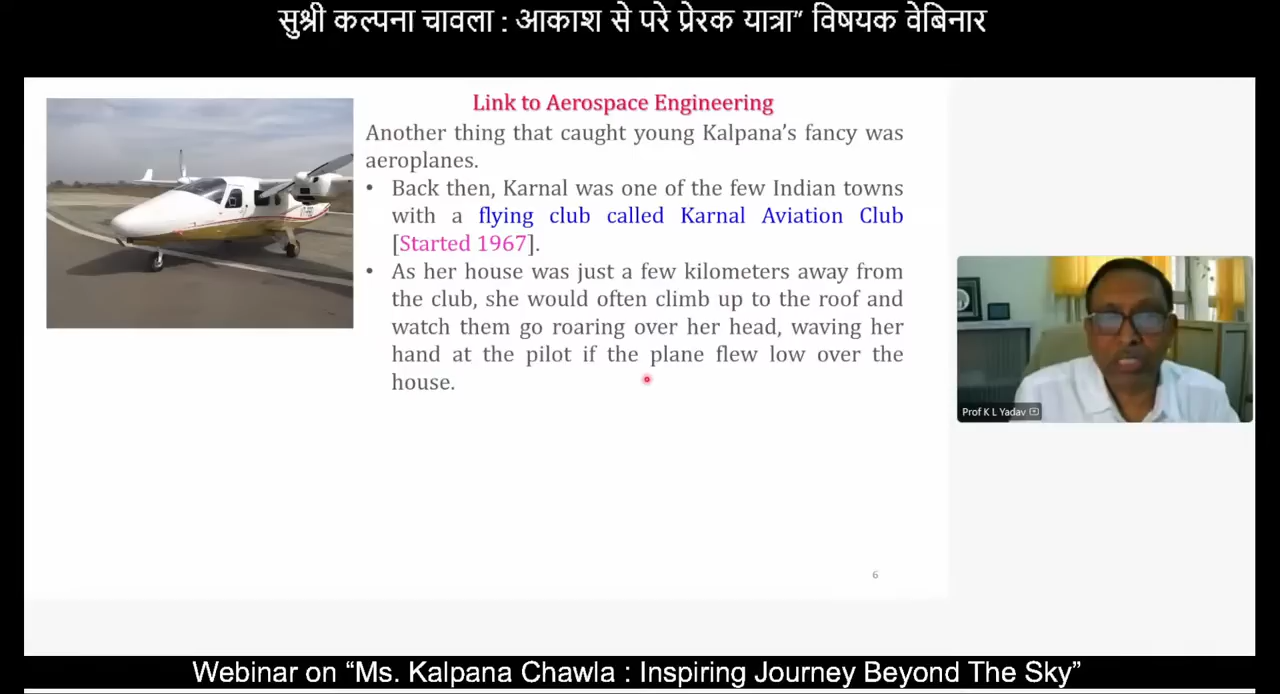 सुश्री कल्पना चावला : आकाश से परे प्रेरक यात्रा” विषयक वेबिनार
Link to Aerospace Engineering
Another thing that caught young Kalpana’s fancy was
aeroplanes.
• Back then, Karnal was one of the few Indian towns
with a flying club called Karnal Aviation Club
[Started 1967].
• As her house was just a few kilometers away from
the club, she would often climb up to the roof and
watch them go roaring over her head, waving her
hand at the pilot if the plane flew low over the
house.
Prof K L Yadav
6
Webinar on “Ms. Kalpana Chawla : Inspiring Journey Beyond The Sky”